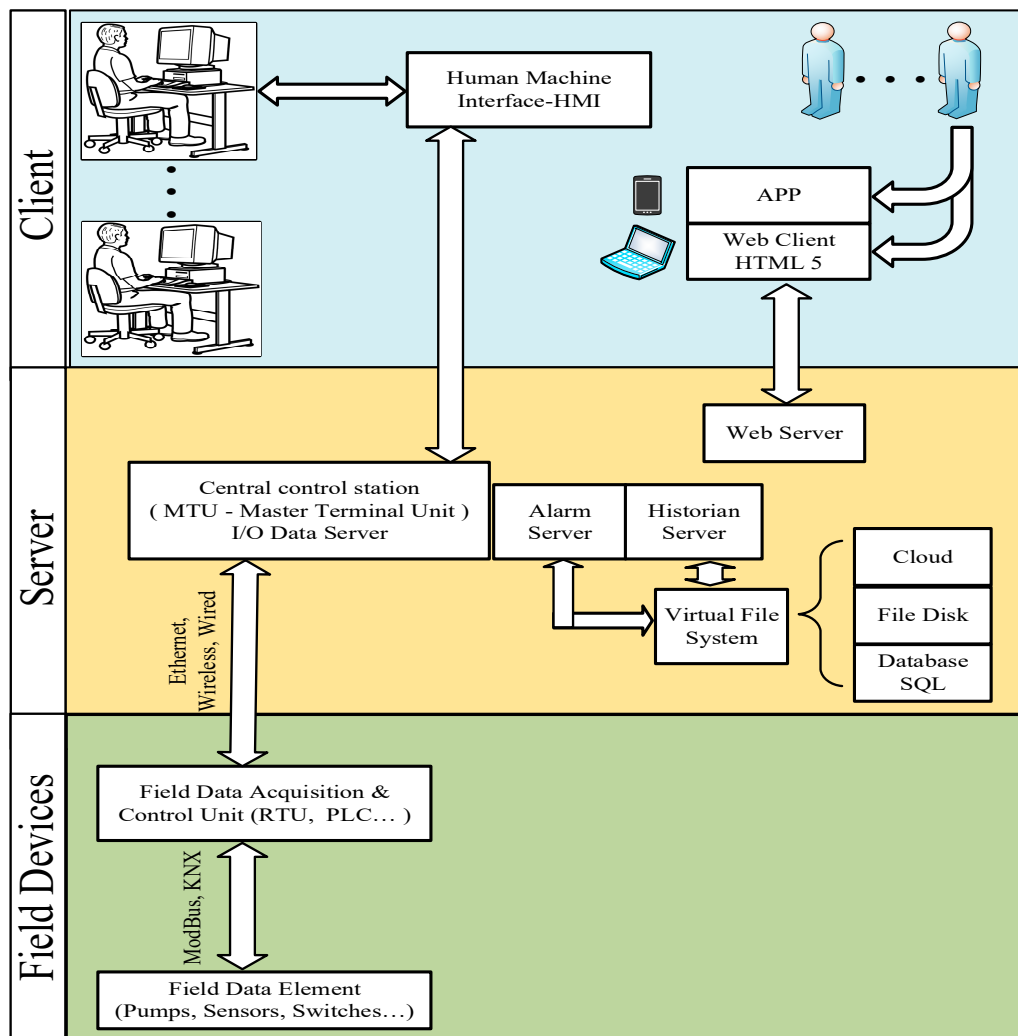 Client
Human Machine
Interface-HMI
APP
Web Client
HTML 5
Server
Web Server
Central control station
( MTU - Master Terminal Unit )
I/O Data Server
Alarm
Server
Historian
Server
Cloud
Virtual File
System
File Disk
Database
SQL
Ethernet,
Wireless, Wired
Field Devices
Field Data Acquisition &
Control Unit (RTU, PLC… )
ModBus, KNX
Field Data Element
(Pumps, Sensors, Switches…)